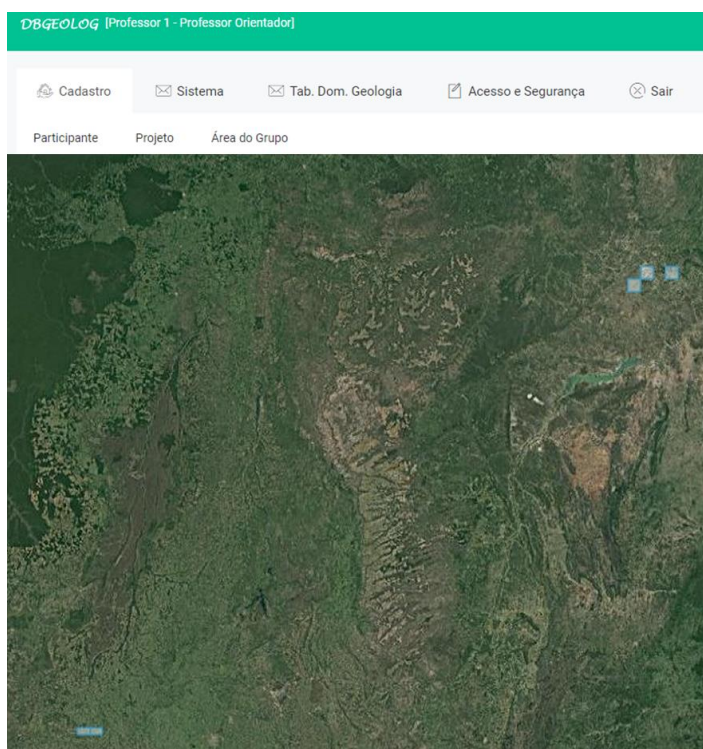 DBGEOLOG [Professor 1 - Professor Orientador]
Cadastro Sistema Tab. Dom. Geologia Acesso e Segurança Sair
Participante Projeto Área do Grupo